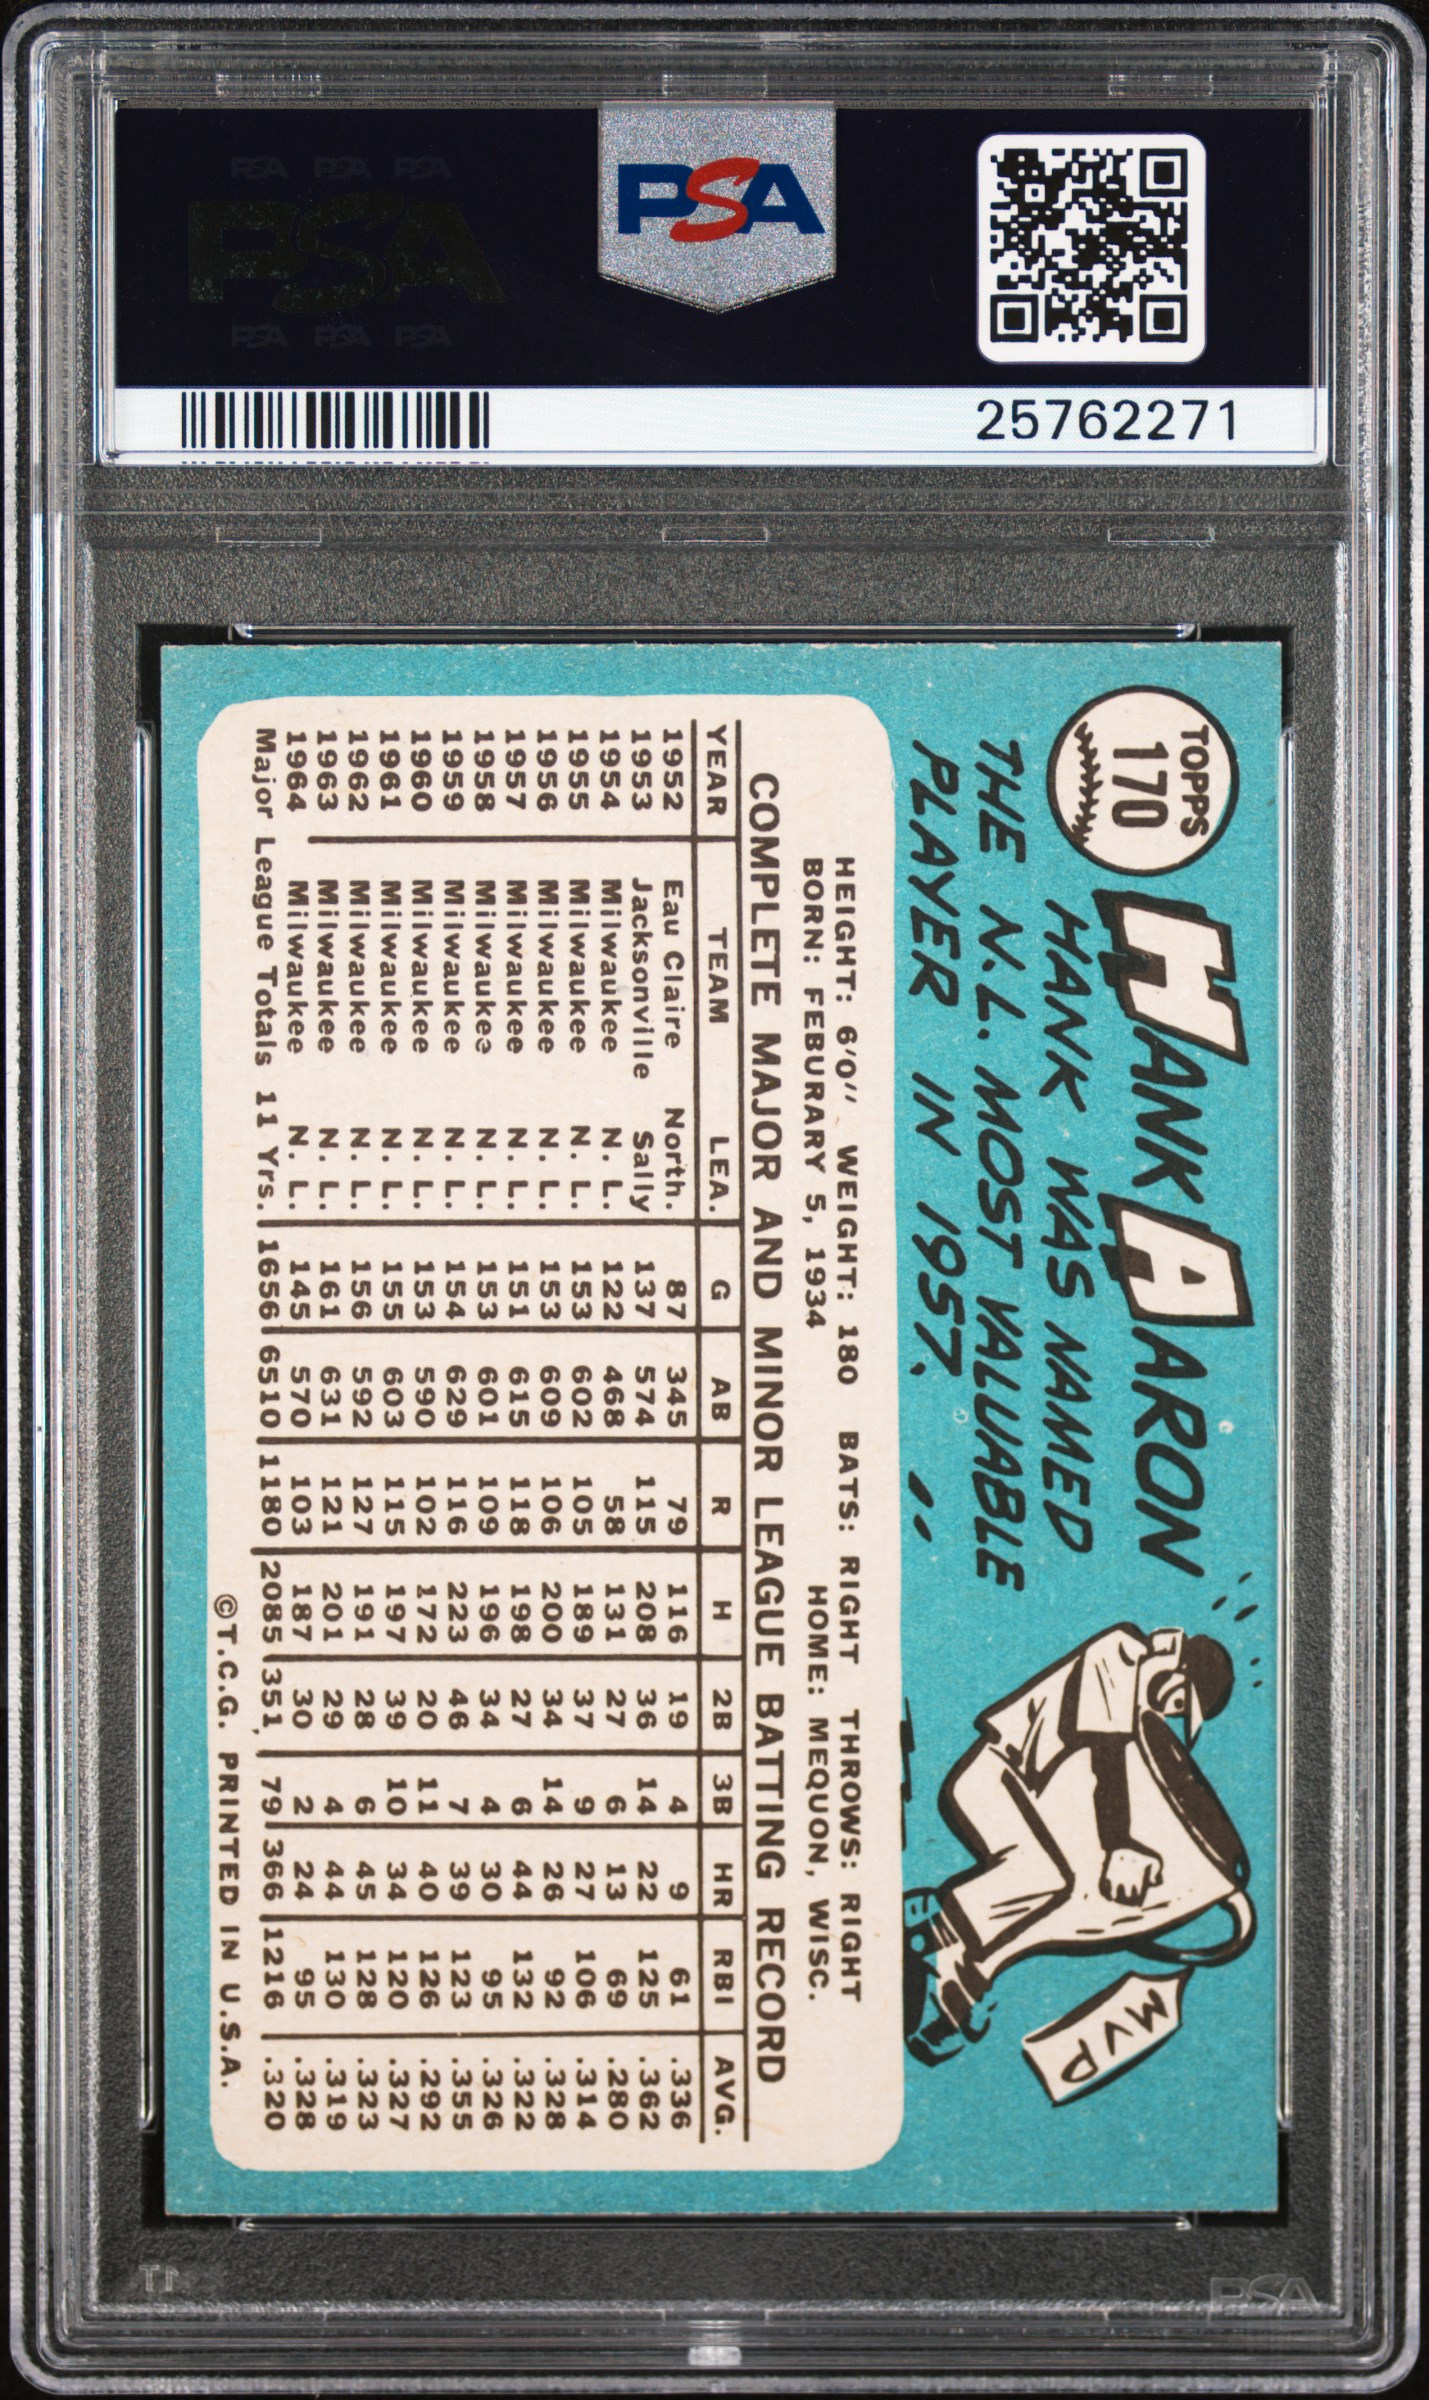 PSA PSA PSA
PSA
PSA PSA PSA
PSA
25762271
TOPPS
170
HANK AARON
HANK WAS NAMED
THE N.L. MOST VALUABLE
PLAYER IN 1957.
MVP
HEIGHT: 6'0" WEIGHT: 180 BATS: RIGHT THROWS: RIGHT
BORN: FEBURARY 5, 1934 HOME: MEQUON, WISC.
COMPLETE MAJOR AND MINOR LEAGUE BATTING RECORD
YEAR TEAM LEA. G AB R H 2B 3B HR RBI AVG.
1952 Eau Claire North. 87 345 79 116 19 4 9 61 .336
1953 Jacksonville Sally 137 574 115 208 36 14 22 125 .362
1954 Milwaukee N. L. 122 468 58 131 27 6 13 69 .280
1955 Milwaukee N. L. 153 602 105 189 37 9 27 106 .314
1956 Milwaukee N. L. 153 609 106 200 34 14 26 92 .328
1957 Milwaukee N. L. 151 615 118 198 27 6 44 132 .322
1958 Milwaukee N. L. 153 601 109 196 34 4 30 95 .326
1959 Milwaukee N. L. 154 629 116 223 46 7 39 123 .355
1960 Milwaukee N. L. 153 590 102 172 20 11 40 126 .292
1961 Milwaukee N. L. 155 603 115 197 39 10 34 120 .327
1962 Milwaukee N. L. 156 592 127 191 28 6 45 128 .323
1963 Milwaukee N. L. 161 631 121 201 29 4 44 130 .319
1964 Milwaukee N. L. 145 570 103 187 30 2 24 95 .328
Major League Totals 11 Yrs. 1656 6510 1180 2085 351 79 366 1216 .320
©T.C.G. PRINTED IN U.S.A.
PSA